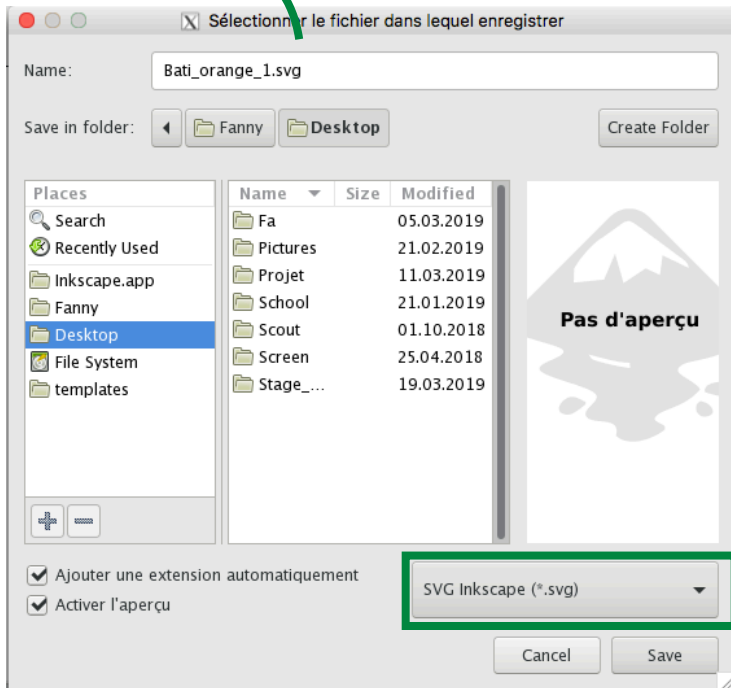 Sélectionner le fichier dans lequel enregistrer
Name: Bati_orange_1.svg
Save in folder: Fanny Desktop Create Folder
Places
Search
Recently Used
Inkscape.app
Fanny
Desktop
File System
templates
Name Size Modified
Fa 05.03.2019
Pictures 21.02.2019
Projet 11.03.2019
School 21.01.2019
Scout 01.10.2018
Screen 25.04.2018
Stage_... 19.03.2019
Pas d'aperçu
Ajouter une extension automatiquement
Activer l'aperçu
SVG Inkscape (*.svg)
Cancel Save